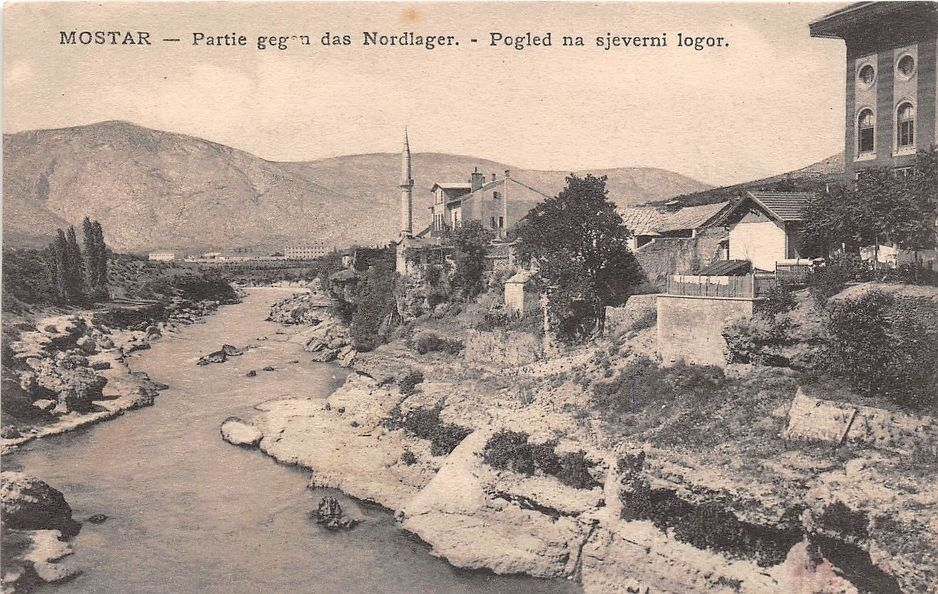 MOSTAR — Partie gegen das Nordlager. - Pogled na sjeverni logor.